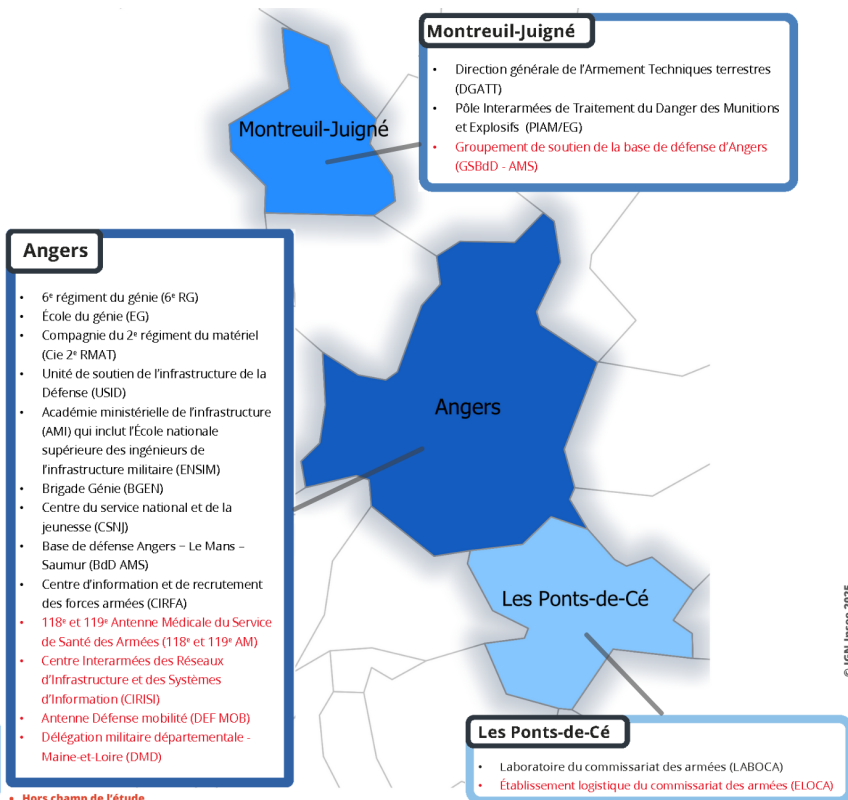 Montreuil-Juigné
• Direction générale de l'Armement Techniques terrestres
(DGATT)
• Pôle Interarmées de Traitement du Danger des Munitions
et Explosifs (PIAM/EG)
• Groupement de soutien de la base de défense d'Angers
(GSBdD - AMS)
Montreuil-Juigné
Angers
• 6e régiment du génie (6e RG)
• École du génie (EG)
• Compagnie du 2e régiment du matériel
(Cie 2e RMAT)
• Unité de soutien de l'infrastructure de la
Défense (USID)
• Académie ministérielle de l'infrastructure
(AMI) qui inclut l'École nationale
supérieure des ingénieurs de
l'infrastructure militaire (ENSIM)
• Brigade Génie (BGEN)
• Centre du service national et de la
jeunesse (CSNJ)
• Base de défense Angers – Le Mans –
Saumur (BdD AMS)
• Centre d'information et de recrutement
des forces armées (CIRFA)
• 118e et 119e Antenne Médicale du Service
de Santé des Armées (118e et 119e AM)
• Centre Interarmées des Réseaux
d'Infrastructure et des Systèmes
d'Information (CIRISI)
• Antenne Défense mobilité (DEF MOB)
• Délégation militaire départementale -
Maine-et-Loire (DMD)
Angers
Les Ponts-de-Cé
Les Ponts-de-Cé
• Laboratoire du commissariat des armées (LABOCA)
• Établissement logistique du commissariat des armées (ELOCA)
• Hors champ de l'étude
© IGN Insee 2025